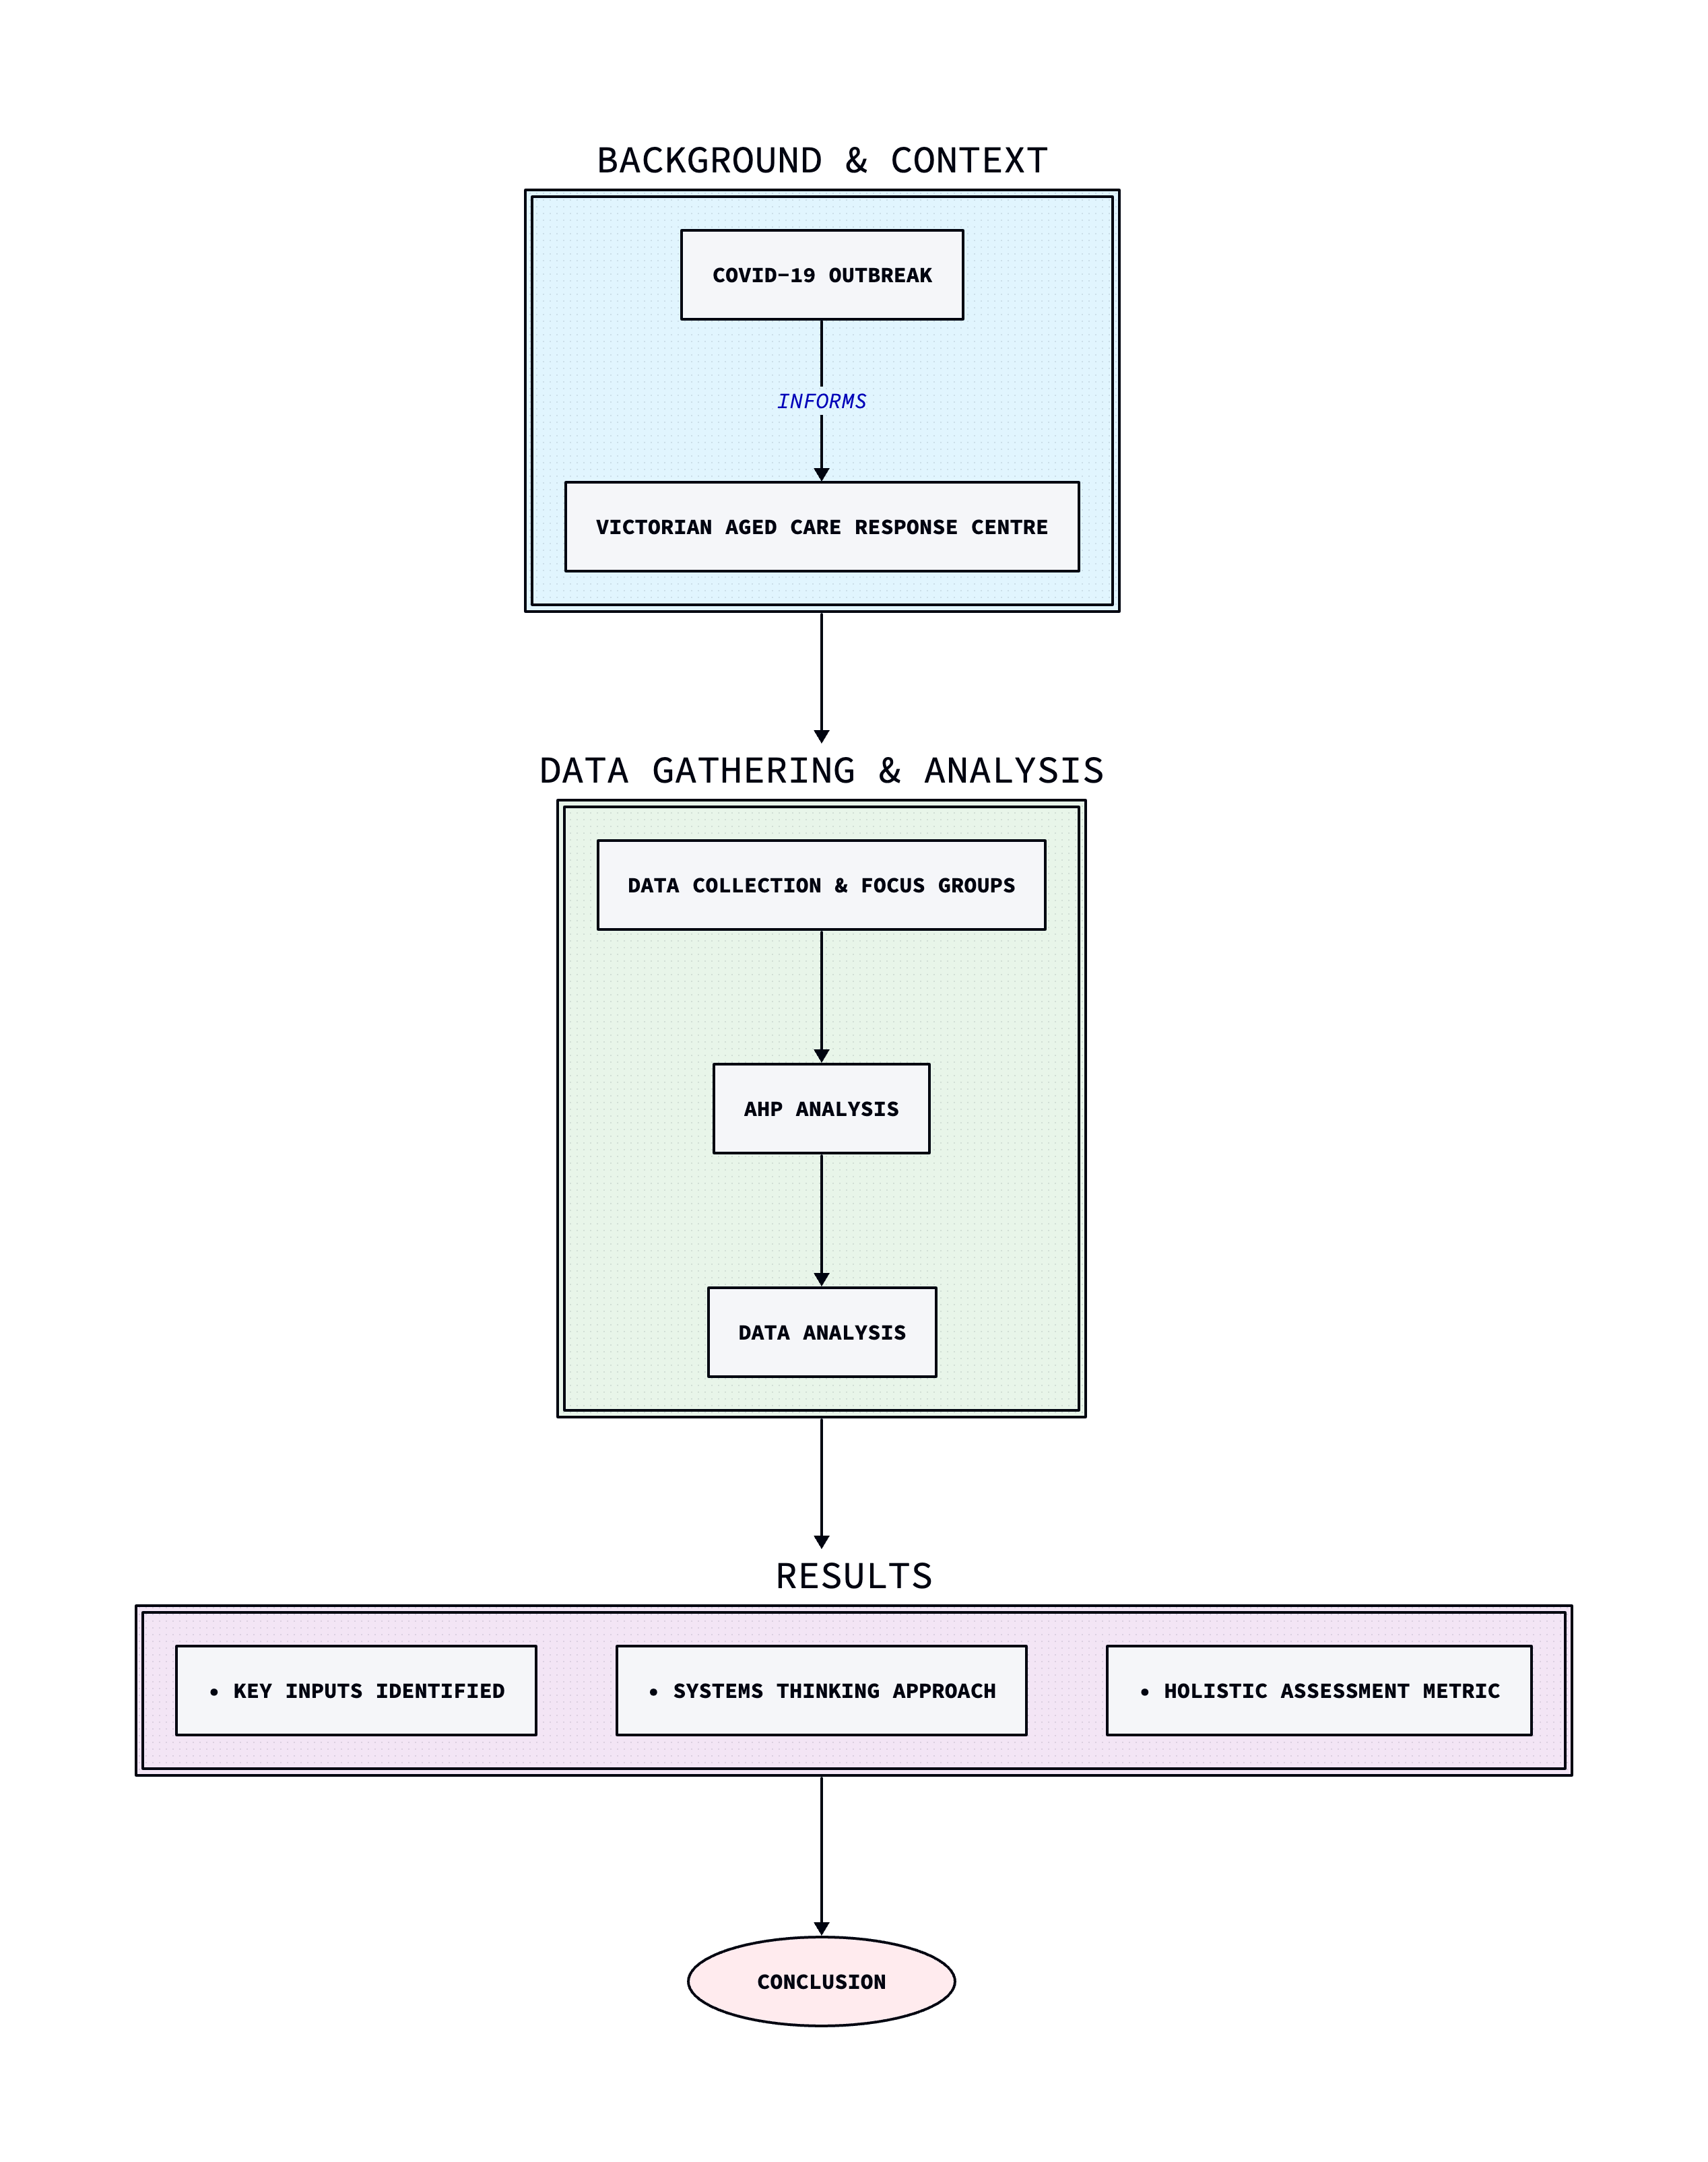 BACKGROUND & CONTEXT
COVID-19 OUTBREAK
INFORMS
VICTORIAN AGED CARE RESPONSE CENTRE
DATA GATHERING & ANALYSIS
DATA COLLECTION & FOCUS GROUPS
AHP ANALYSIS
DATA ANALYSIS
RESULTS
• KEY INPUTS IDENTIFIED
• SYSTEMS THINKING APPROACH
• HOLISTIC ASSESSMENT METRIC
CONCLUSION